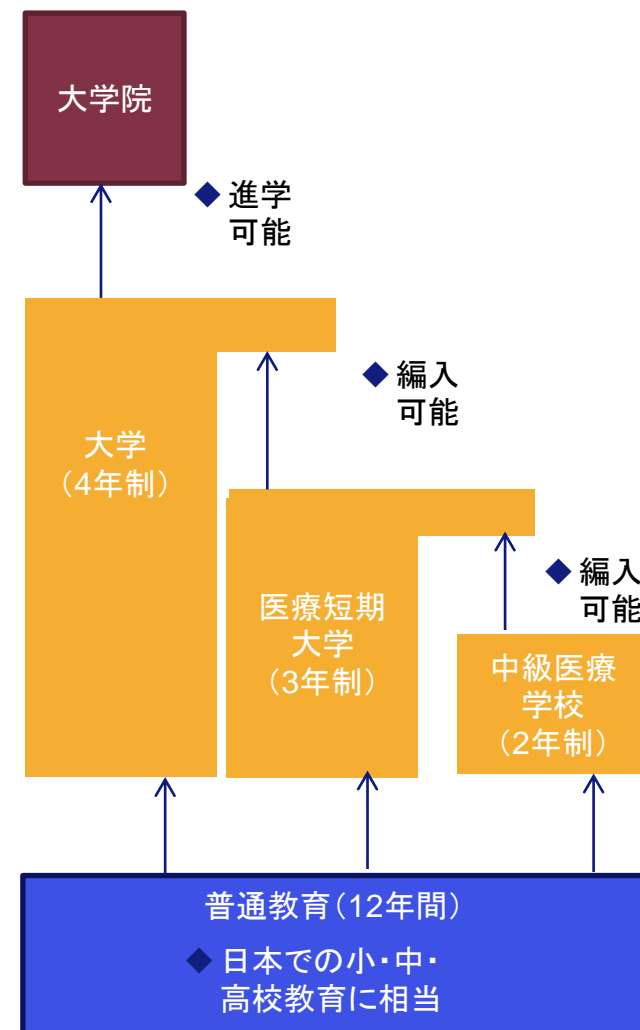 大学院
◆ 進学
可能
◆ 編入
可能
大学
（4年制）
◆ 編入
可能
医療短期
大学
（3年制）
中級医療
学校
（2年制）
普通教育（12年間）
◆ 日本での小・中・
高校教育に相当